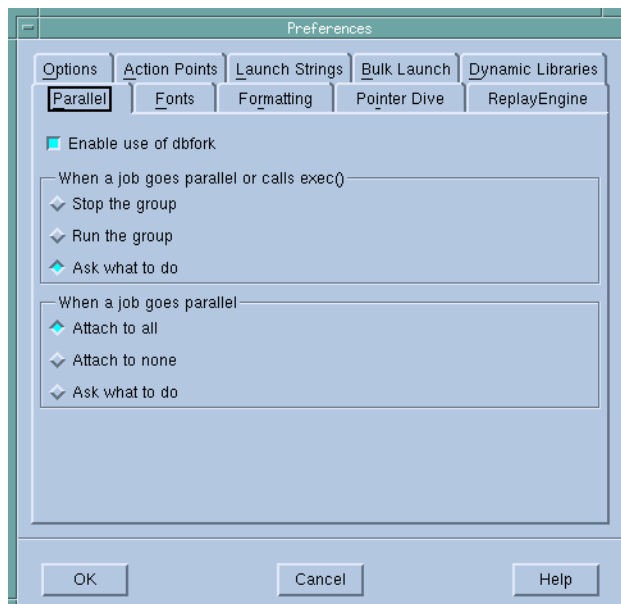 Preferences
Options Action Points Launch Strings Bulk Launch Dynamic Libraries
Parallel Fonts Formatting Pointer Dive ReplayEngine
Enable use of dbfork
When a job goes parallel or calls exec()
Stop the group
Run the group
Ask what to do
When a job goes parallel
Attach to all
Attach to none
Ask what to do
OK Cancel Help